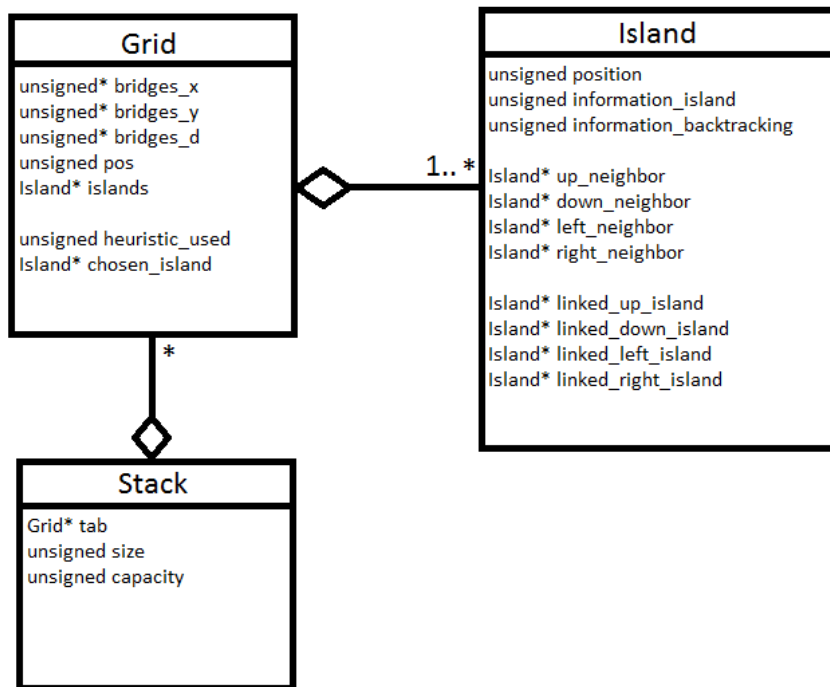 Grid
unsigned* bridges_x
unsigned* bridges_y
unsigned* bridges_d
unsigned pos
Island* islands
unsigned heuristic_used
Island* chosen_island
1.. *
Island
unsigned position
unsigned information_island
unsigned information_backtracking
Island* up_neighbor
Island* down_neighbor
Island* left_neighbor
Island* right_neighbor
Island* linked_up_island
Island* linked_down_island
Island* linked_left_island
Island* linked_right_island
*
Stack
Grid* tab
unsigned size
unsigned capacity